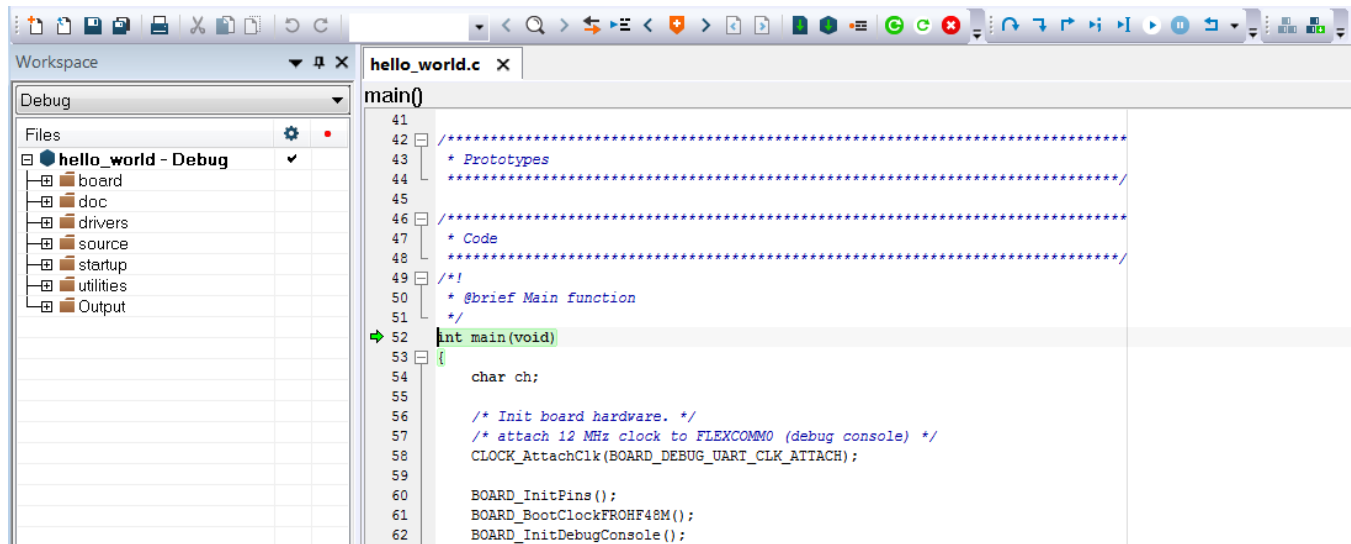 Workspace
hello_world.c
Debug
main()
Files
hello_world - Debug
board
doc
drivers
source
startup
utilities
Output
41
42 /*******************************************************************************
43  * Prototypes
44  ******************************************************************************/
45
46 /*******************************************************************************
47  * Code
48  ******************************************************************************/
49 /*!
50  * @brief Main function
51  */
52 int main(void)
53 {
54     char ch;
55
56     /* Init board hardware. */
57     /* attach 12 MHz clock to FLEXCOMM0 (debug console) */
58     CLOCK_AttachClk(BOARD_DEBUG_UART_CLK_ATTACH);
59
60     BOARD_InitPins();
61     BOARD_BootClockFROHF48M();
62     BOARD_InitDebugConsole();